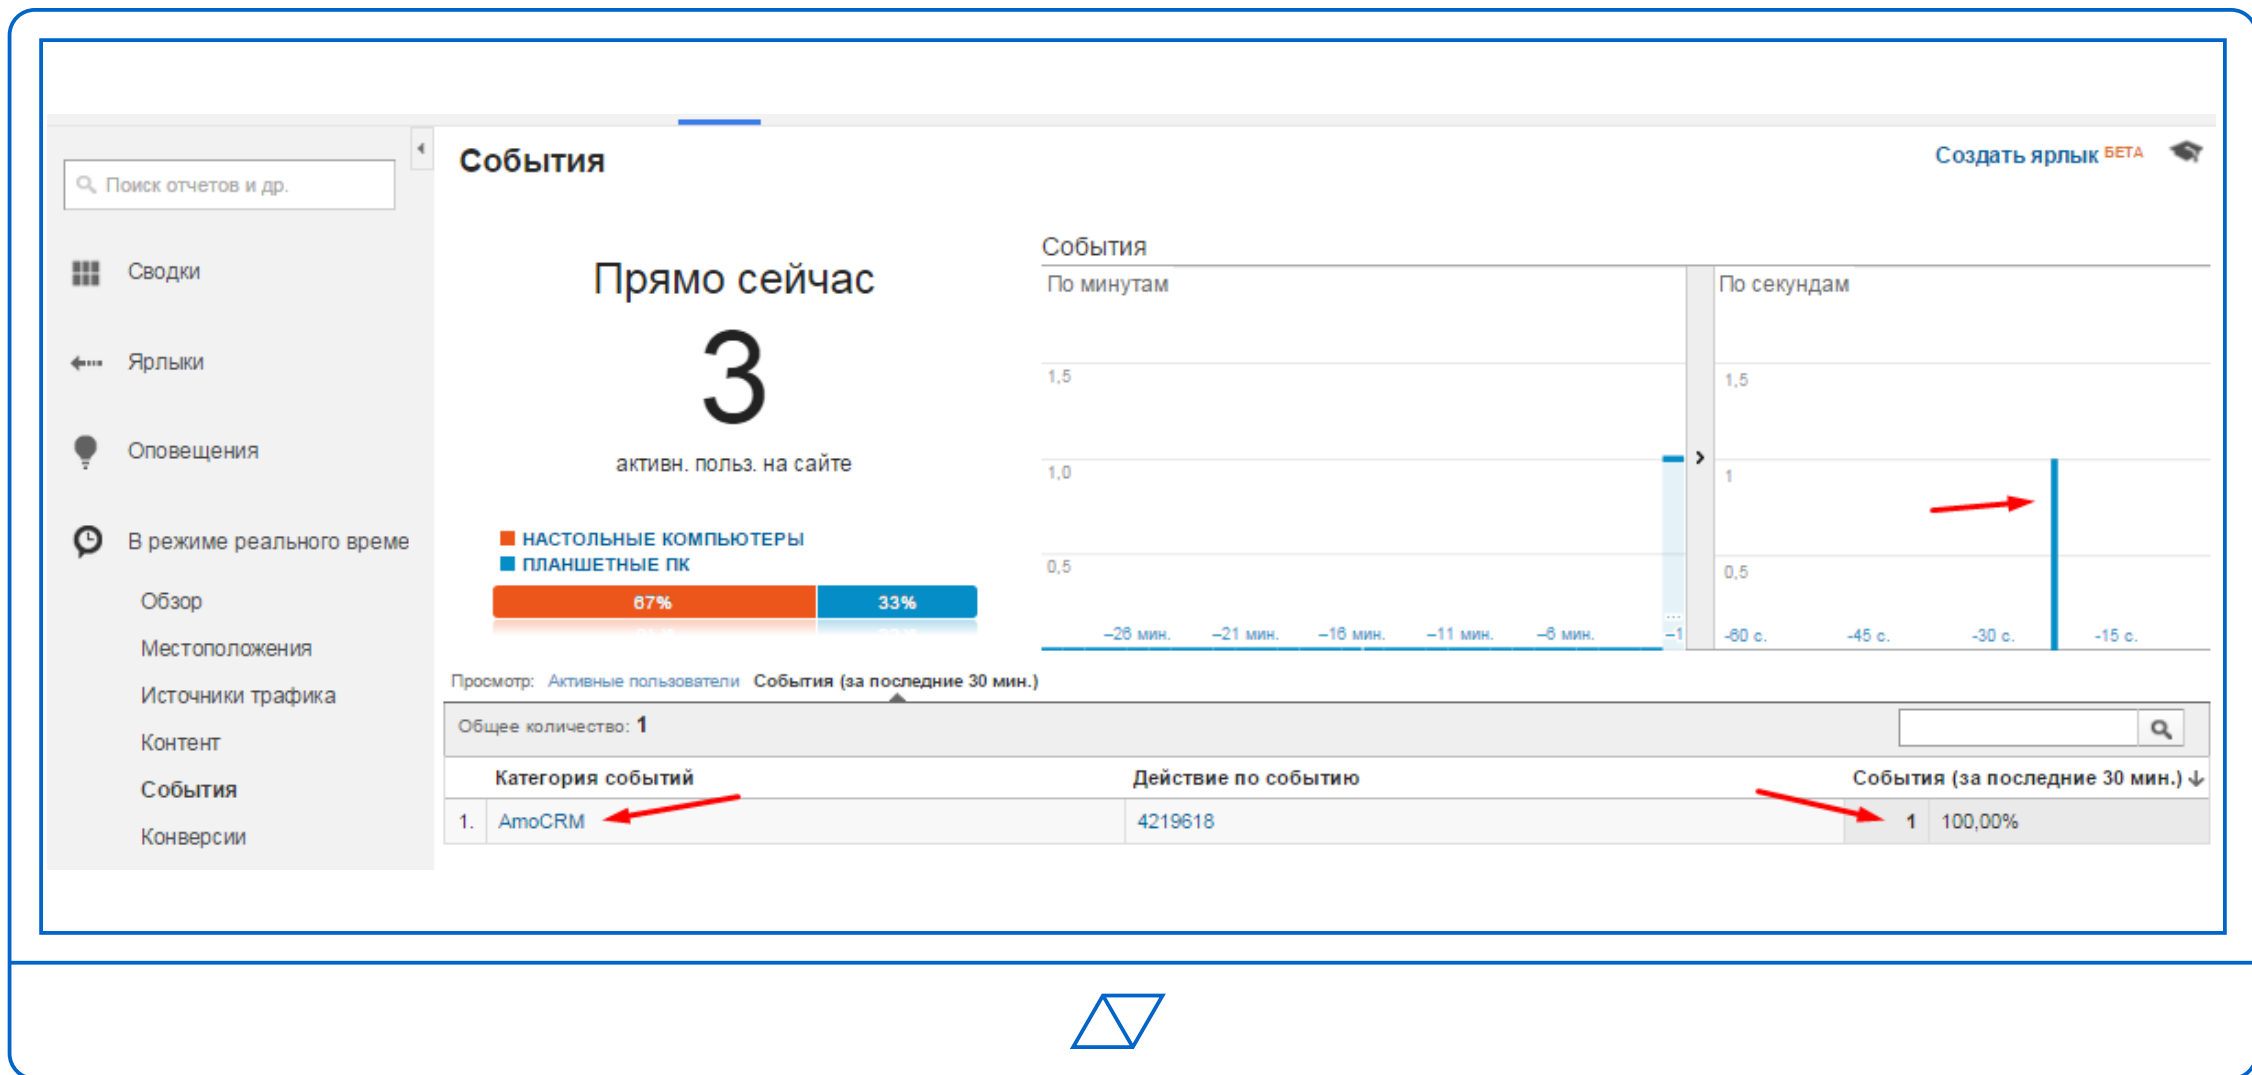 Поиск отчетов и др.
Сводки
Ярлыки
Оповещения
В режиме реального време
Обзор
Местоположения
Источники трафика
Контент
События
Конверсии
События
Создать ярлык БЕТА
Прямо сейчас
3
активн. польз. на сайте
НАСТОЛЬНЫЕ КОМПЬЮТЕРЫ
ПЛАНШЕТНЫЕ ПК
67% 33%
События
По минутам
1,5
1,0
0,5
–26 мин. –21 мин. –16 мин. –11 мин. –6 мин. –1
По секундам
1,5
1
0,5
-60 с. -45 с. -30 с. -15 с.
Просмотр: Активные пользователи События (за последние 30 мин.)
Общее количество: 1
Категория событий Действие по событию События (за последние 30 мин.)
1. AmoCRM 4219618 1 100,00%